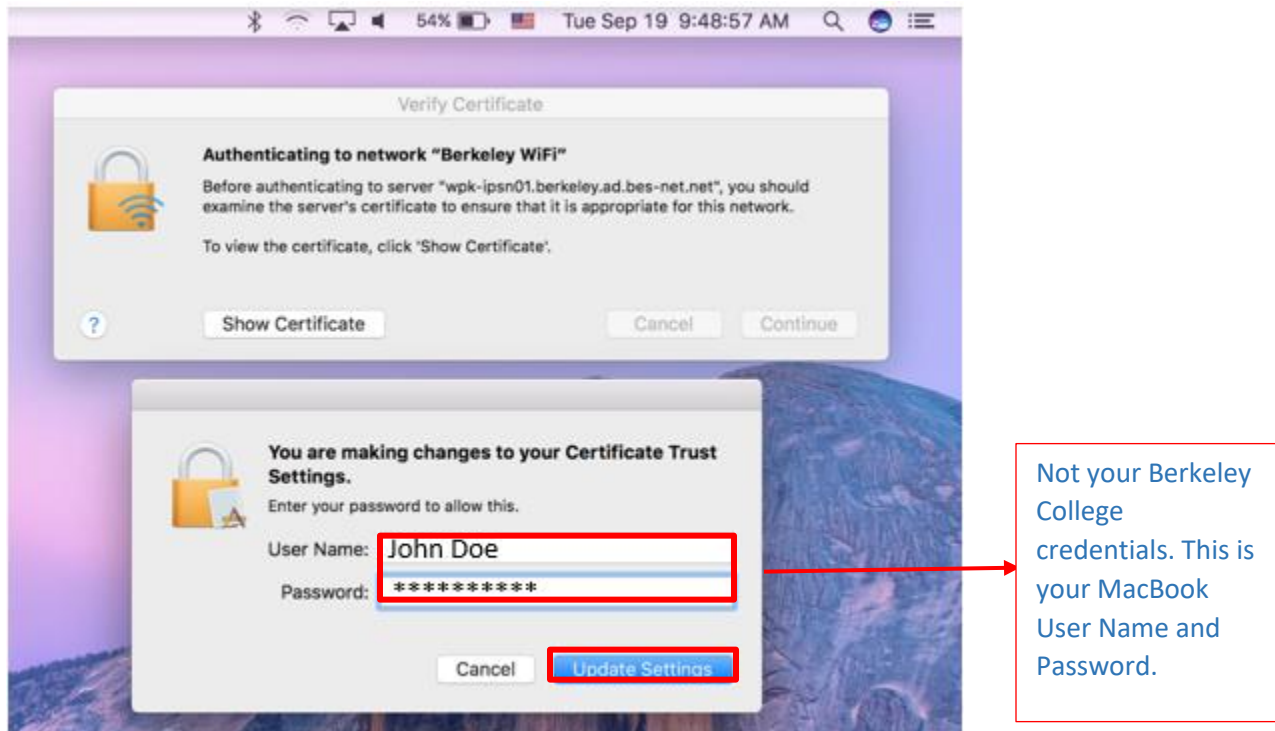 54% Tue Sep 19 9:48:57 AM
Verify Certificate
Authenticating to network "Berkeley WiFi"
Before authenticating to server "wpk-ipsn01.berkeley.ad.bes-net.net", you should
examine the server's certificate to ensure that it is appropriate for this network.
To view the certificate, click 'Show Certificate'.
? Show Certificate Cancel Continue
You are making changes to your Certificate Trust
Settings.
Enter your password to allow this.
User Name: John Doe
Password: **********
Cancel Update Settings
Not your Berkeley
College
credentials. This is
your MacBook
User Name and
Password.